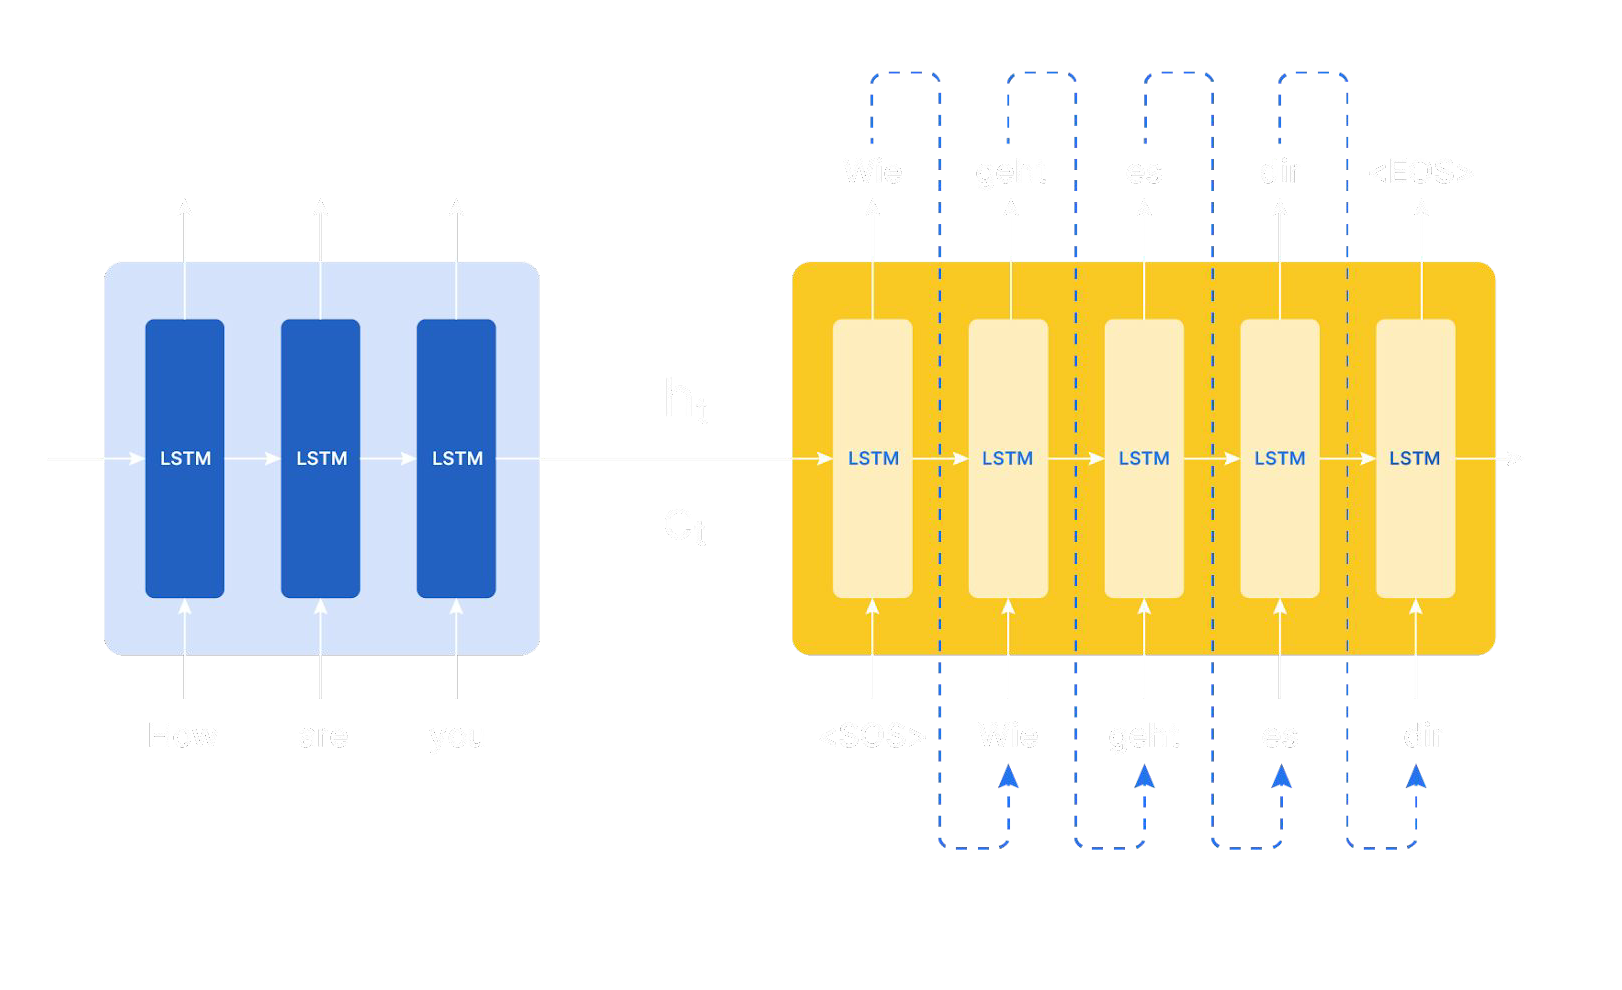 Wie geht es dir <EOS>
h_t
LSTM LSTM LSTM LSTM LSTM LSTM LSTM LSTM
c_t
How are you <SOS> Wie geht es dir